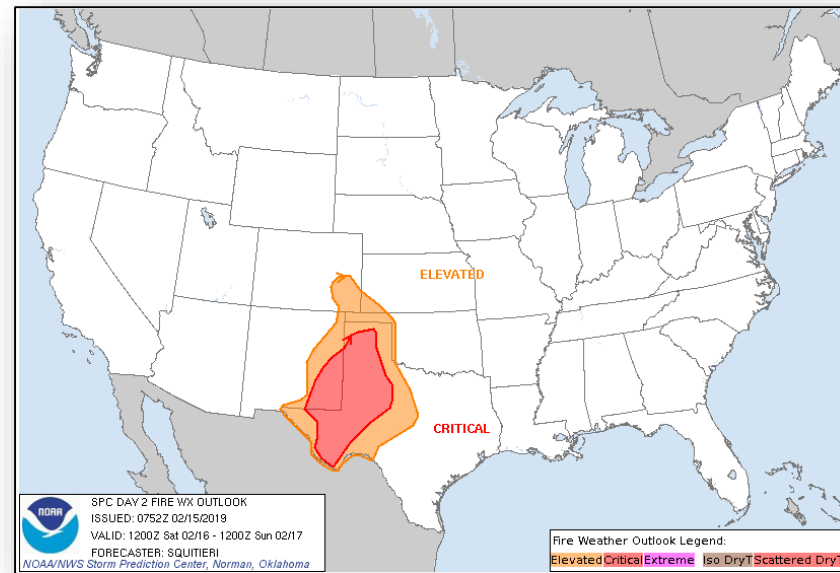 ELEVATED
CRITICAL
NOAA
SPC DAY 2 FIRE WX OUTLOOK
ISSUED: 0752Z 02/15/2019
VALID: 1200Z Sat 02/16 - 1200Z Sun 02/17
FORECASTER: SQUITIERI
NOAA/NWS Storm Prediction Center, Norman, Oklahoma
Fire Weather Outlook Legend:
Elevated Critical Extreme Iso DryT Scattered DryT